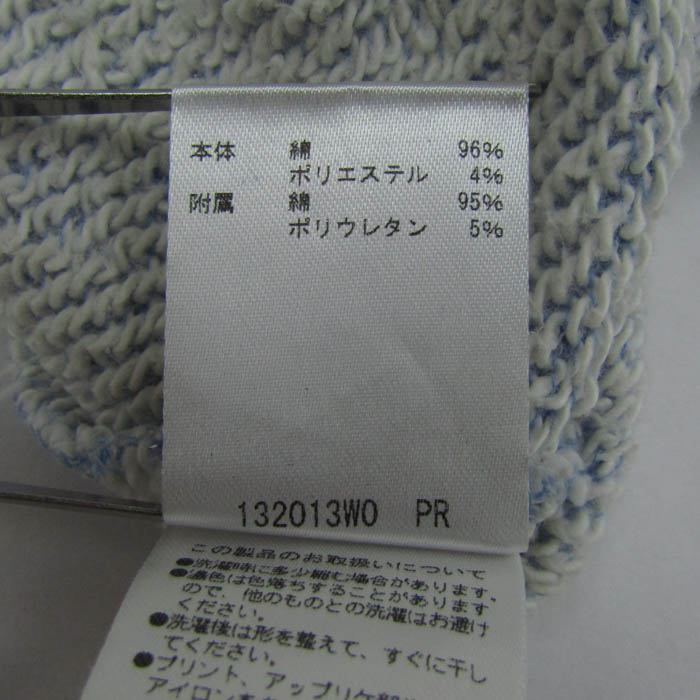 本体 綿 96%
ポリエステル 4%
附属 綿 95%
ポリウレタン 5%
132013W0 PR
この製品のお取扱いについて
●洗濯時に多少縮む場合があります。
●濃色は色落ちすることがあります
ので、他のものとの洗濯はお避け
ください。
●洗濯後は形を整えて、すぐに干し
てください。
●プリント、アップリケ部分
アイロンを